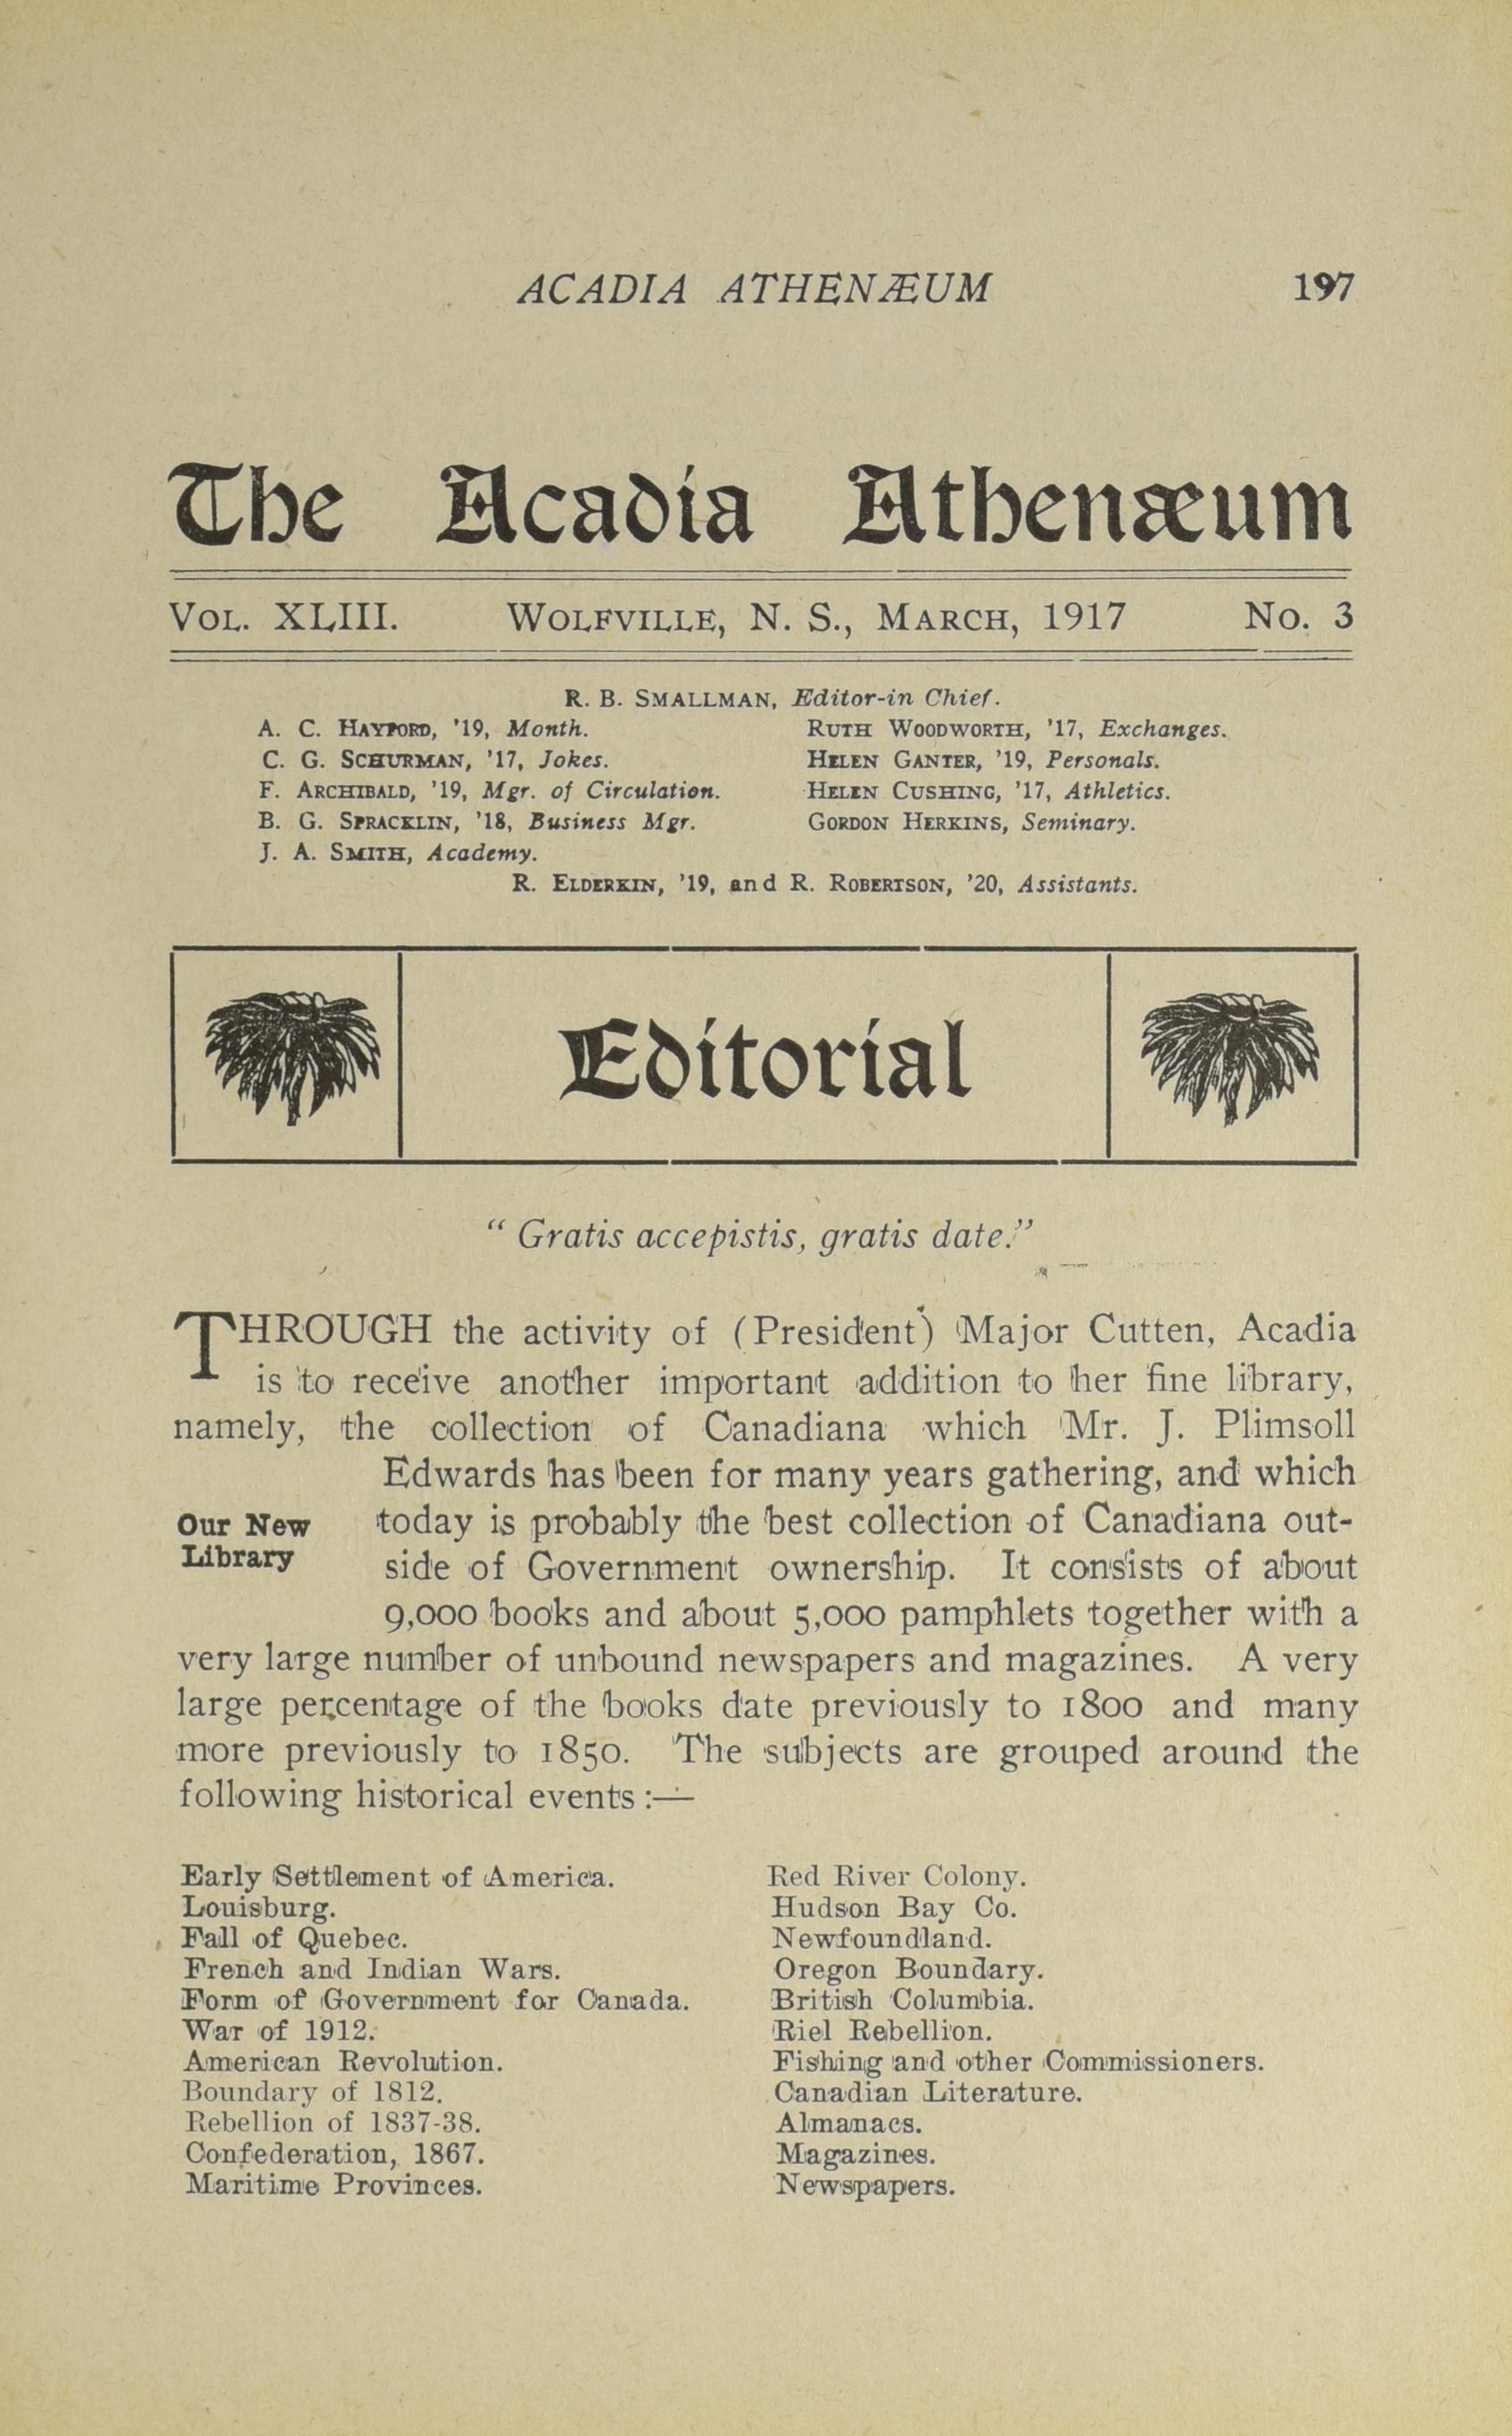 ACADIA ATHENÆUM 197
The Acadia Athenæum
VOL. XLIII. WOLFVILLE, N. S., MARCH, 1917 No. 3
R. B. SMALLMAN, Editor-in Chief.
A. C. HAYFORD, '19, Month.
C. G. SCHURMAN, '17, Jokes.
F. ARCHIBALD, '19, Mgr. of Circulation.
B. G. SPRACKLIN, '18, Business Mgr.
J. A. SMITH, Academy.
RUTH WOODWORTH, '17, Exchanges.
HELEN GANTER, '19, Personals.
HELEN CUSHING, '17, Athletics.
GORDON HERKINS, Seminary.
R. ELDERKIN, '19, and R. ROBERTSON, '20, Assistants.
Editorial
"Gratis accepistis, gratis date."
THROUGH the activity of (President) Major Cutten, Acadia
is to receive another important addition to her fine library,
namely, the collection of Canadiana which Mr. J. Plimsoll
Edwards has been for many years gathering, and which
Our New
Library
today is probably the best collection of Canadiana out-
side of Government ownership. It consists of about
9,000 books and about 5,000 pamphlets together with a
very large number of unbound newspapers and magazines. A very
large percentage of the books date previously to 1800 and many
more previously to 1850. The subjects are grouped around the
following historical events :—
Early Settlement of America.
Louisburg.
Fall of Quebec.
French and Indian Wars.
Form of Government for Canada.
War of 1912.
American Revolution.
Boundary of 1812.
Rebellion of 1837-38.
Confederation, 1867.
Maritime Provinces.
Red River Colony.
Hudson Bay Co.
Newfoundland.
Oregon Boundary.
British Columbia.
Riel Rebellion.
Fishing and other Commissioners.
Canadian Literature.
Almanacs.
Magazines.
Newspapers.